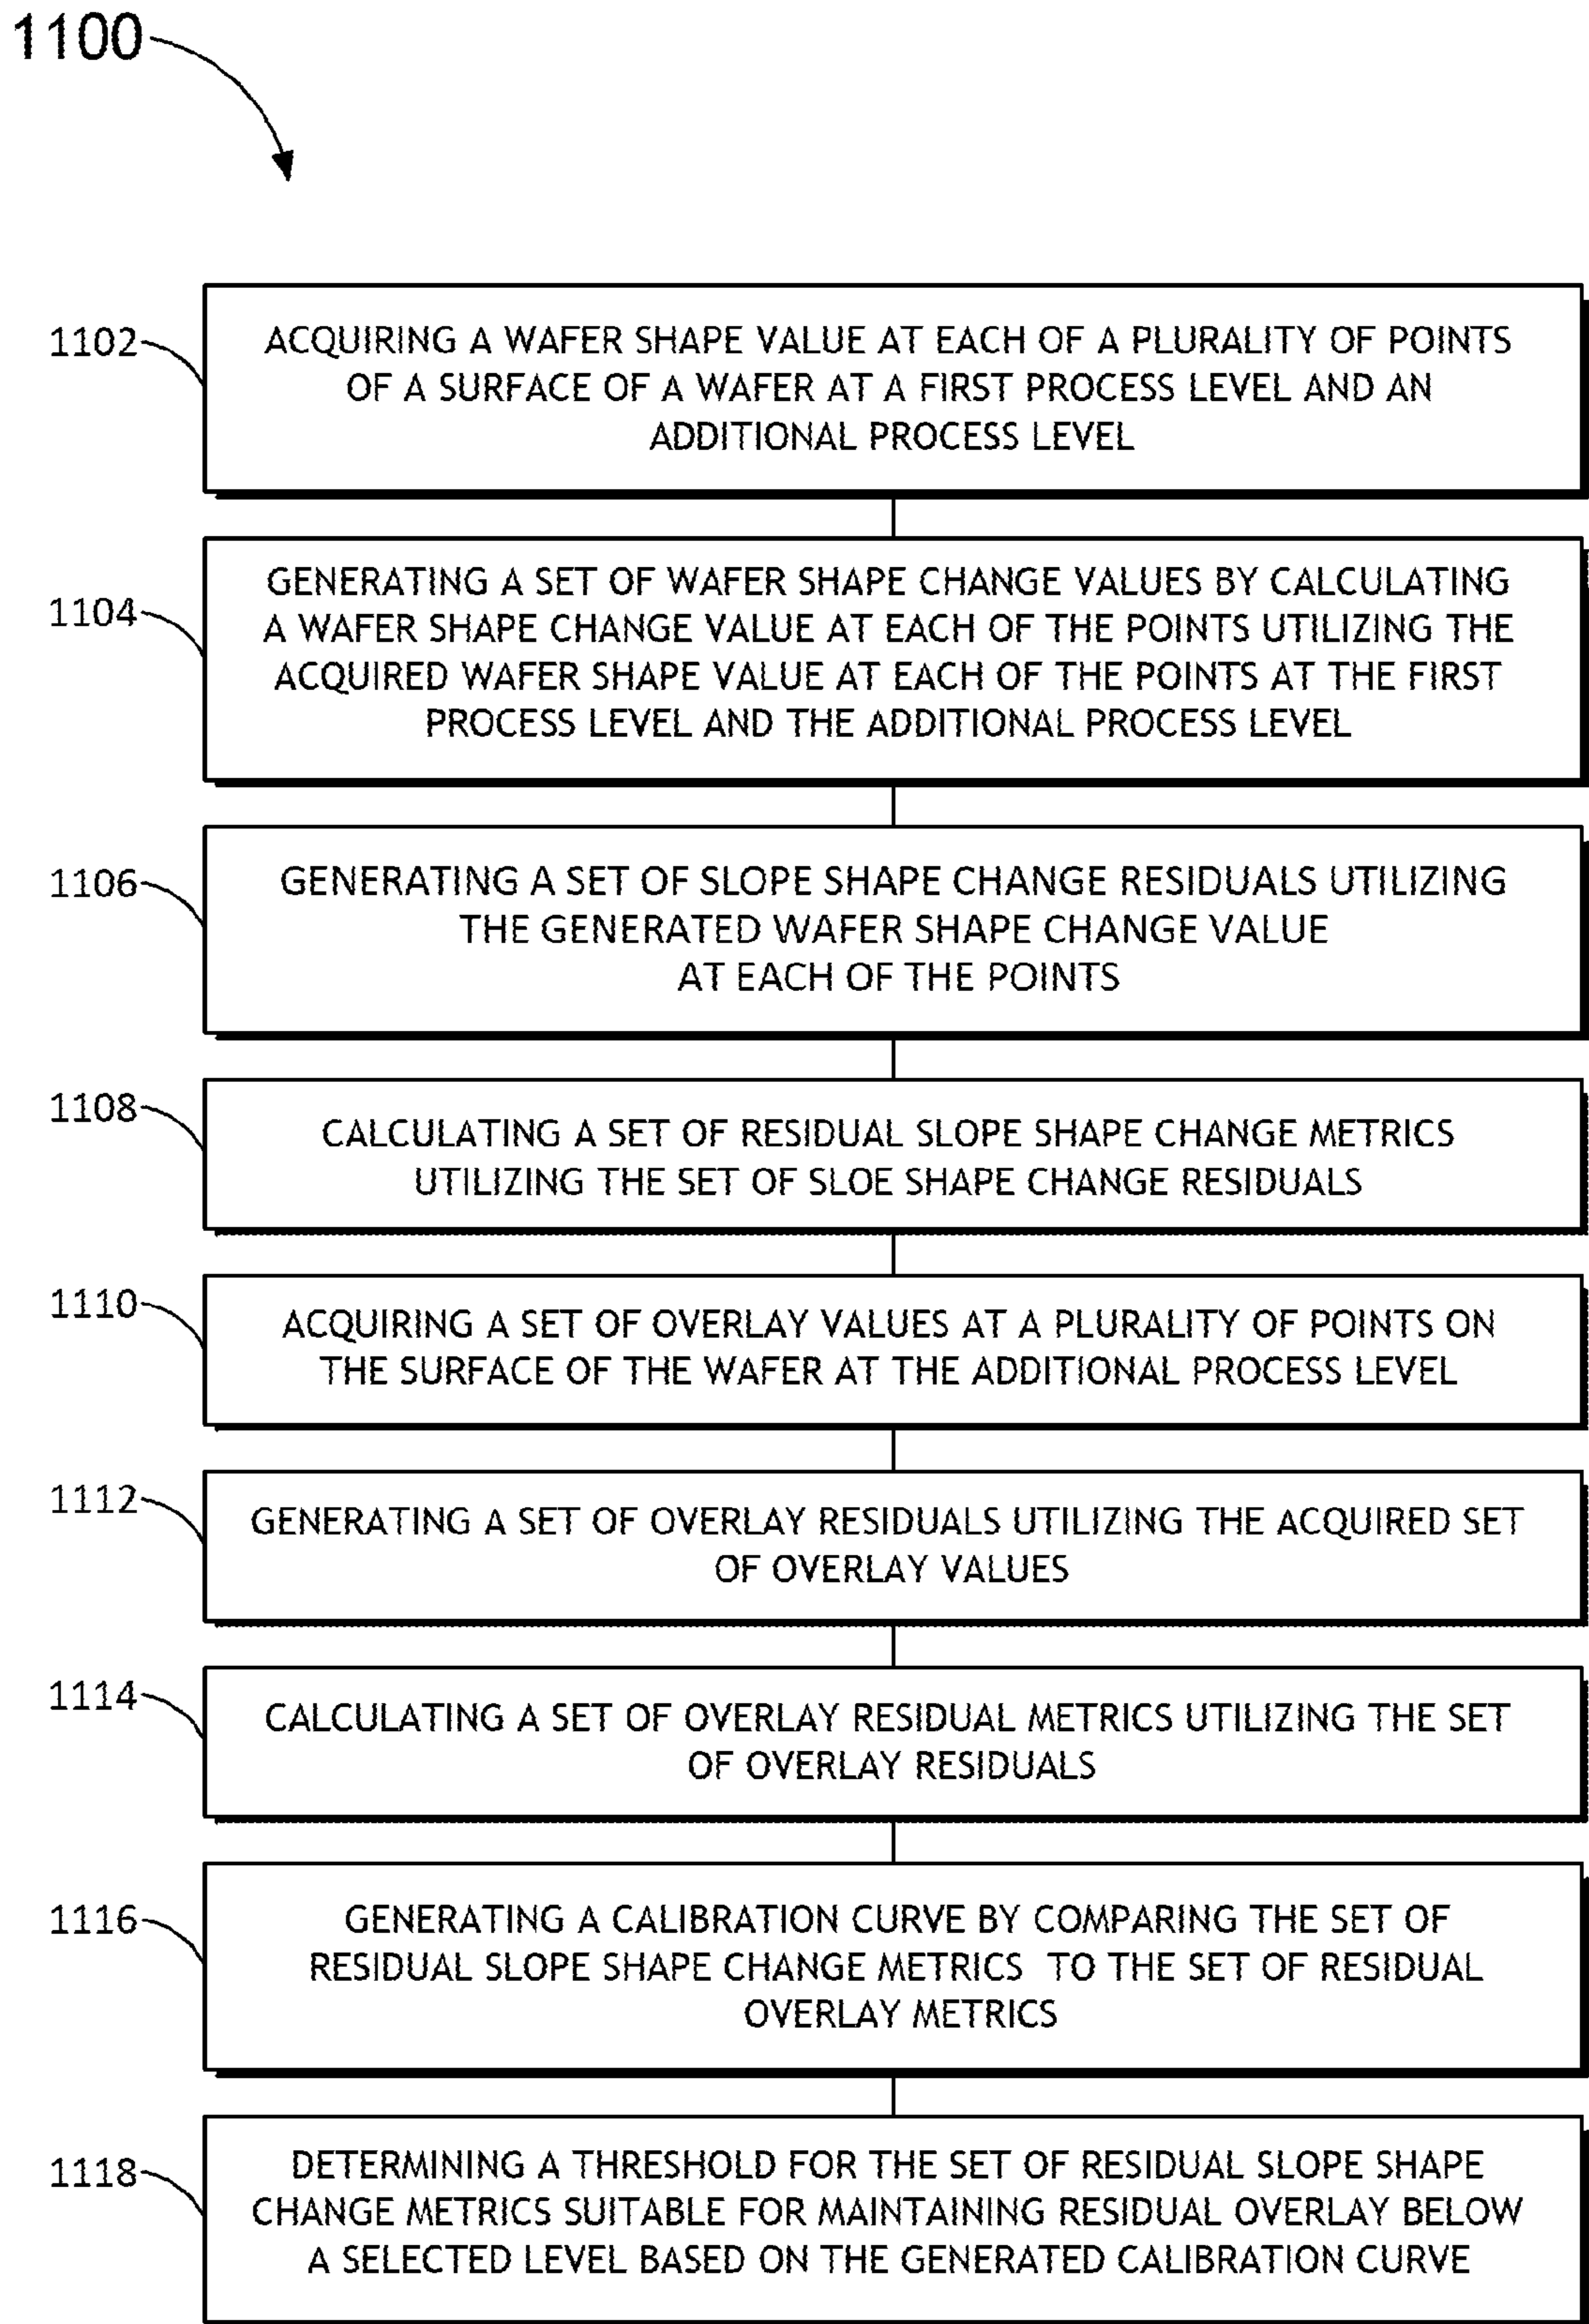 1100
1102
ACQUIRING A WAFER SHAPE VALUE AT EACH OF A PLURALITY OF POINTS
OF A SURFACE OF A WAFER AT A FIRST PROCESS LEVEL AND AN
ADDITIONAL PROCESS LEVEL
1104
GENERATING A SET OF WAFER SHAPE CHANGE VALUES BY CALCULATING
A WAFER SHAPE CHANGE VALUE AT EACH OF THE POINTS UTILIZING THE
ACQUIRED WAFER SHAPE VALUE AT EACH OF THE POINTS AT THE FIRST
PROCESS LEVEL AND THE ADDITIONAL PROCESS LEVEL
1106
GENERATING A SET OF SLOPE SHAPE CHANGE RESIDUALS UTILIZING
THE GENERATED WAFER SHAPE CHANGE VALUE
AT EACH OF THE POINTS
1108
CALCULATING A SET OF RESIDUAL SLOPE SHAPE CHANGE METRICS
UTILIZING THE SET OF SLOE SHAPE CHANGE RESIDUALS
1110
ACQUIRING A SET OF OVERLAY VALUES AT A PLURALITY OF POINTS ON
THE SURFACE OF THE WAFER AT THE ADDITIONAL PROCESS LEVEL
1112
GENERATING A SET OF OVERLAY RESIDUALS UTILIZING THE ACQUIRED SET
OF OVERLAY VALUES
1114
CALCULATING A SET OF OVERLAY RESIDUAL METRICS UTILIZING THE SET
OF OVERLAY RESIDUALS
1116
GENERATING A CALIBRATION CURVE BY COMPARING THE SET OF
RESIDUAL SLOPE SHAPE CHANGE METRICS TO THE SET OF RESIDUAL
OVERLAY METRICS
1118
DETERMINING A THRESHOLD FOR THE SET OF RESIDUAL SLOPE SHAPE
CHANGE METRICS SUITABLE FOR MAINTAINING RESIDUAL OVERLAY BELOW
A SELECTED LEVEL BASED ON THE GENERATED CALIBRATION CURVE